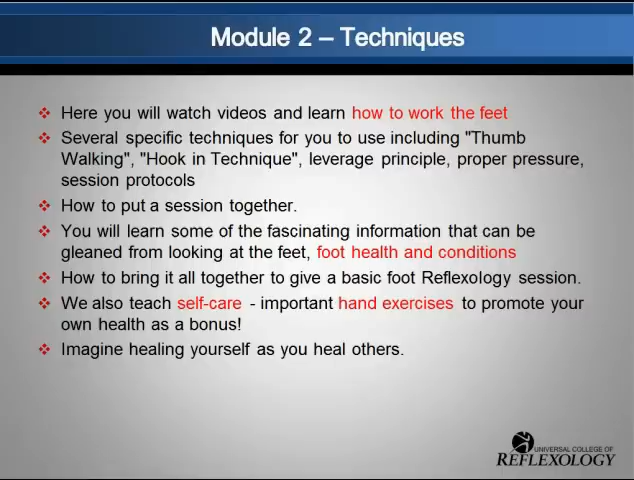 Module 2 – Techniques
❖ Here you will watch videos and learn how to work the feet
❖ Several specific techniques for you to use including "Thumb
Walking", "Hook in Technique", leverage principle, proper pressure,
session protocols
❖ How to put a session together.
❖ You will learn some of the fascinating information that can be
gleaned from looking at the feet, foot health and conditions
❖ How to bring it all together to give a basic foot Reflexology session.
❖ We also teach self-care - important hand exercises to promote your
own health as a bonus!
❖ Imagine healing yourself as you heal others.
UNIVERSAL COLLEGE OF
REFLEXOLOGY